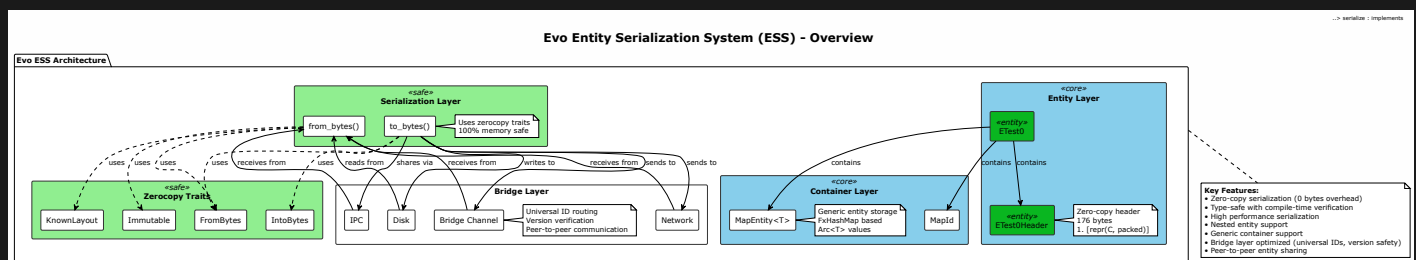 ..> serialize : implements
Evo Entity Serialization System (ESS) - Overview
Evo ESS Architecture
«safe»
Serialization Layer
from_bytes()
to_bytes()
Uses zerocopy traits
100% memory safe
«core»
Entity Layer
«entity»
ETest0
uses
uses
uses
receives from
uses
uses
reads from
shares via
receives from
writes to
receives from
sends to
sends to
contains
contains
contains
«safe»
Zerocopy Traits
KnownLayout
Immutable
FromBytes
IntoBytes
Bridge Layer
IPC
Disk
Bridge Channel
Universal ID routing
Version verification
Peer-to-peer communication
Network
«core»
Container Layer
MapEntity<T>
Generic entity storage
FxHashMap based
Arc<T> values
MapId
«entity»
ETest0Header
Zero-copy header
176 bytes
1. [repr(C, packed)]
Key Features:
• Zero-copy serialization (0 bytes overhead)
• Type-safe with compile-time verification
• High performance serialization
• Nested entity support
• Generic container support
• Bridge layer optimized (universal IDs, version safety)
• Peer-to-peer entity sharing